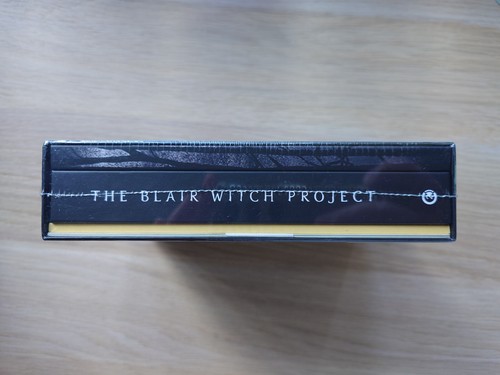 THE BLAIR WITCH PROJECT